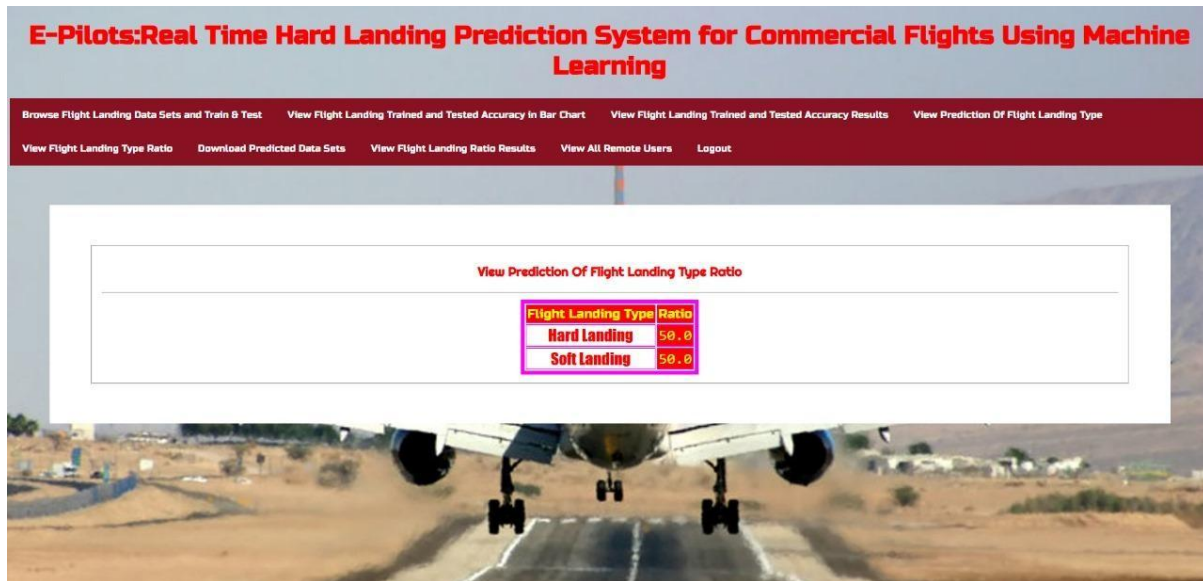 E-Pilots:Real Time Hard Landing Prediction System for Commercial Flights Using Machine
Learning
Browse Flight Landing Data Sets and Train & Test View Flight Landing Trained and Tested Accuracy in Bar Chart View Flight Landing Trained and Tested Accuracy Results View Prediction Of Flight Landing Type
View Flight Landing Type Ratio Download Predicted Data Sets View Flight Landing Ratio Results View All Remote Users Logout
View Prediction Of Flight Landing Type Ratio
Flight Landing Type Ratio
Hard Landing 50.0
Soft Landing 50.0